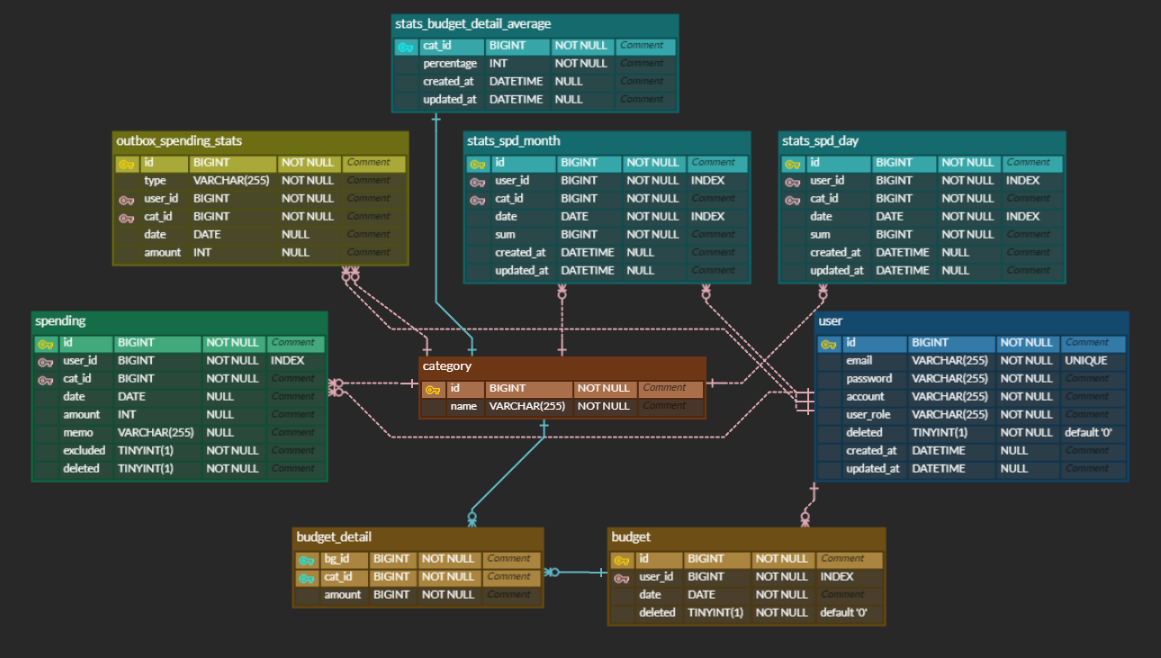 stats_budget_detail_average
cat_id BIGINT NOT NULL Comment
percentage INT NOT NULL Comment
created_at DATETIME NULL Comment
updated_at DATETIME NULL Comment
outbox_spending_stats
id BIGINT NOT NULL Comment
type VARCHAR(255) NOT NULL Comment
user_id BIGINT NOT NULL Comment
cat_id BIGINT NOT NULL Comment
date DATE NULL Comment
amount INT NULL Comment
stats_spd_month
id BIGINT NOT NULL Comment
user_id BIGINT NOT NULL INDEX
cat_id BIGINT NOT NULL Comment
date DATE NOT NULL INDEX
sum BIGINT NOT NULL Comment
created_at DATETIME NULL Comment
updated_at DATETIME NULL Comment
stats_spd_day
id BIGINT NOT NULL Comment
user_id BIGINT NOT NULL INDEX
cat_id BIGINT NOT NULL Comment
date DATE NOT NULL INDEX
sum BIGINT NOT NULL Comment
created_at DATETIME NULL Comment
updated_at DATETIME NULL Comment
spending
id BIGINT NOT NULL Comment
user_id BIGINT NOT NULL INDEX
cat_id BIGINT NOT NULL Comment
date DATE NULL Comment
amount INT NULL Comment
memo VARCHAR(255) NULL Comment
excluded TINYINT(1) NOT NULL Comment
deleted TINYINT(1) NOT NULL Comment
category
id BIGINT NOT NULL Comment
name VARCHAR(255) NOT NULL Comment
user
id BIGINT NOT NULL Comment
email VARCHAR(255) NOT NULL UNIQUE
password VARCHAR(255) NOT NULL Comment
account VARCHAR(255) NOT NULL Comment
user_role VARCHAR(255) NOT NULL Comment
deleted TINYINT(1) NOT NULL default '0'
created_at DATETIME NULL Comment
updated_at DATETIME NULL Comment
budget_detail
bg_id BIGINT NOT NULL Comment
cat_id BIGINT NOT NULL Comment
amount BIGINT NOT NULL Comment
budget
id BIGINT NOT NULL Comment
user_id BIGINT NOT NULL INDEX
date DATE NOT NULL Comment
deleted TINYINT(1) NOT NULL default '0'